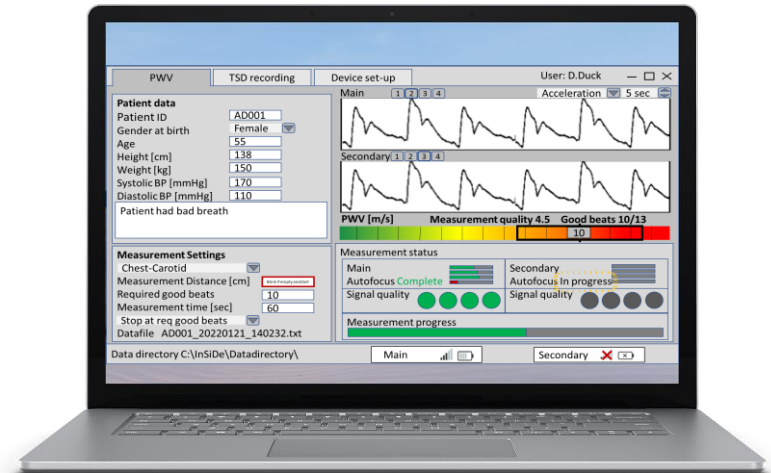 PWV TSD recording Device set-up User: D.Duck
Main 1 2 3 4 Acceleration 5 sec
Patient data
Patient ID AD001
Gender at birth Female
Age 55
Height [cm] 138
Weight [kg] 150
Systolic BP [mmHg] 170
Diastolic BP [mmHg] 110
Patient had bad breath
Secondary 1 2 3 4
PWV [m/s] Measurement quality 4.5 Good beats 10/13
10
Measurement Settings
Chest-Carotid
Measurement Distance [cm]
Required good beats 10
Measurement time [sec] 60
Stop at req good beats
Datafile AD001_20220121_140232.txt
Measurement status
Main
Autofocus Complete
Signal quality
Secondary
Autofocus In progress
Signal quality
Measurement progress
Data directory C:\InSiDe\Datadirectory\ Main Secondary